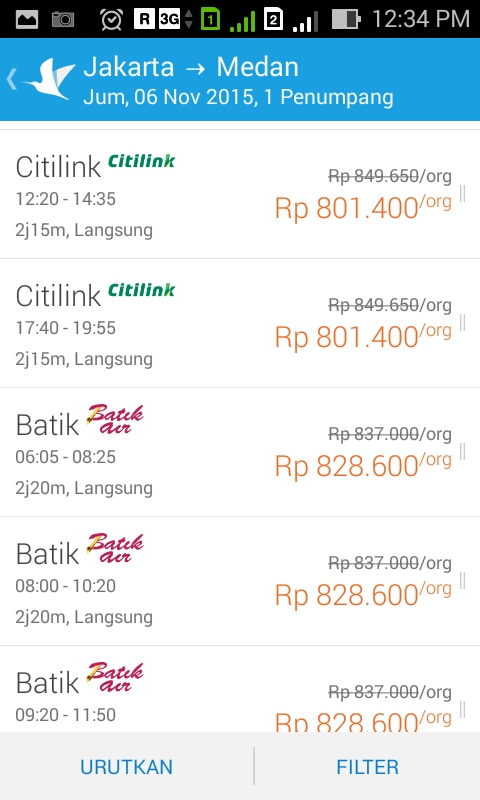 R 3G 1 2 12:34 PM
Jakarta → Medan
Jum, 06 Nov 2015, 1 Penumpang
Citilink Citilink
Rp 849.650/org
12:20 - 14:35
Rp 801.400/org
2j15m, Langsung
Citilink Citilink
Rp 849.650/org
17:40 - 19:55
Rp 801.400/org
2j15m, Langsung
Batik Batik Air
Rp 837.000/org
06:05 - 08:25
Rp 828.600/org
2j20m, Langsung
Batik Batik Air
Rp 837.000/org
08:00 - 10:20
Rp 828.600/org
2j20m, Langsung
Batik Batik Air
Rp 837.000/org
09:20 - 11:50
Rp 828.600/org
URUTKAN FILTER